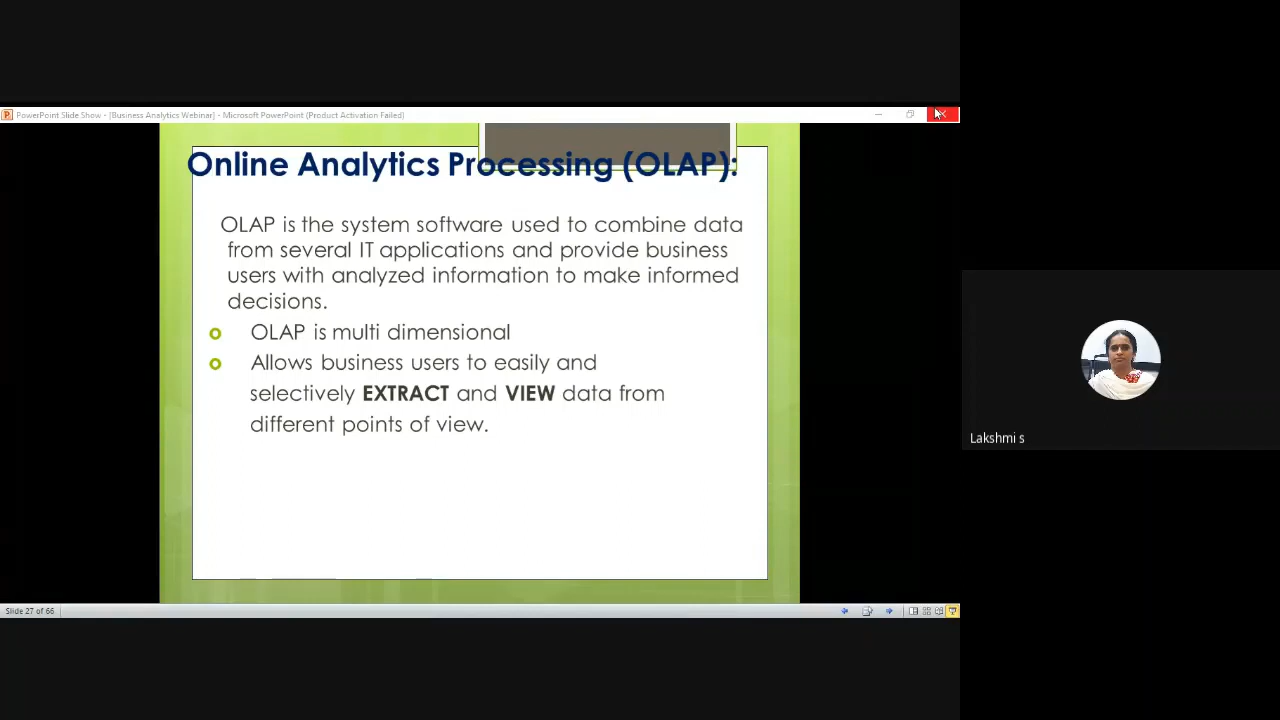 PowerPoint Slide Show - [Business Analytics Webinar] - Microsoft PowerPoint (Product Activation Failed)
Online Analytics Processing (OLAP):
OLAP is the system software used to combine data
from several IT applications and provide business
users with analyzed information to make informed
decisions.
OLAP is multi dimensional
Allows business users to easily and
selectively EXTRACT and VIEW data from
different points of view.
Lakshmi s
Slide 27 of 66